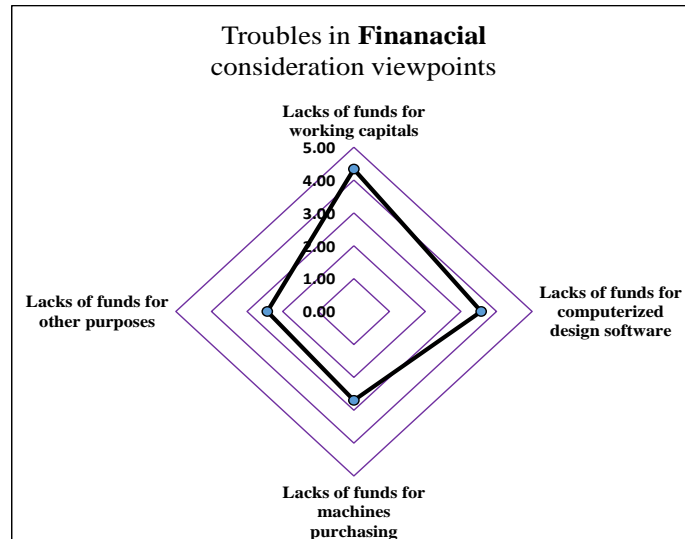 Troubles in Finanacial
consideration viewpoints
Lacks of funds for
working capitals
5.00
4.00
3.00
2.00
1.00
0.00
Lacks of funds for
other purposes
Lacks of funds for
computerized
design software
Lacks of funds for
machines
purchasing